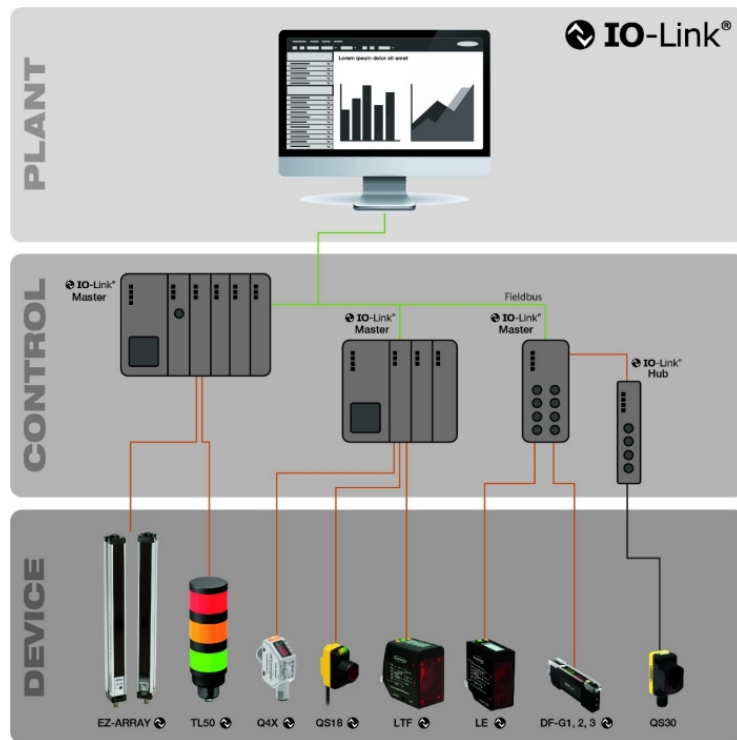 IO-Link®
PLANT
Lorem ipsum dolor sit amet
CONTROL
IO-Link®
Master
Fieldbus
IO-Link®
Master
IO-Link®
Master
IO-Link®
Hub
DEVICE
EZ-ARRAY
TL50
Q4X
QS18
LTF
LE
DF-G1, 2, 3
QS30